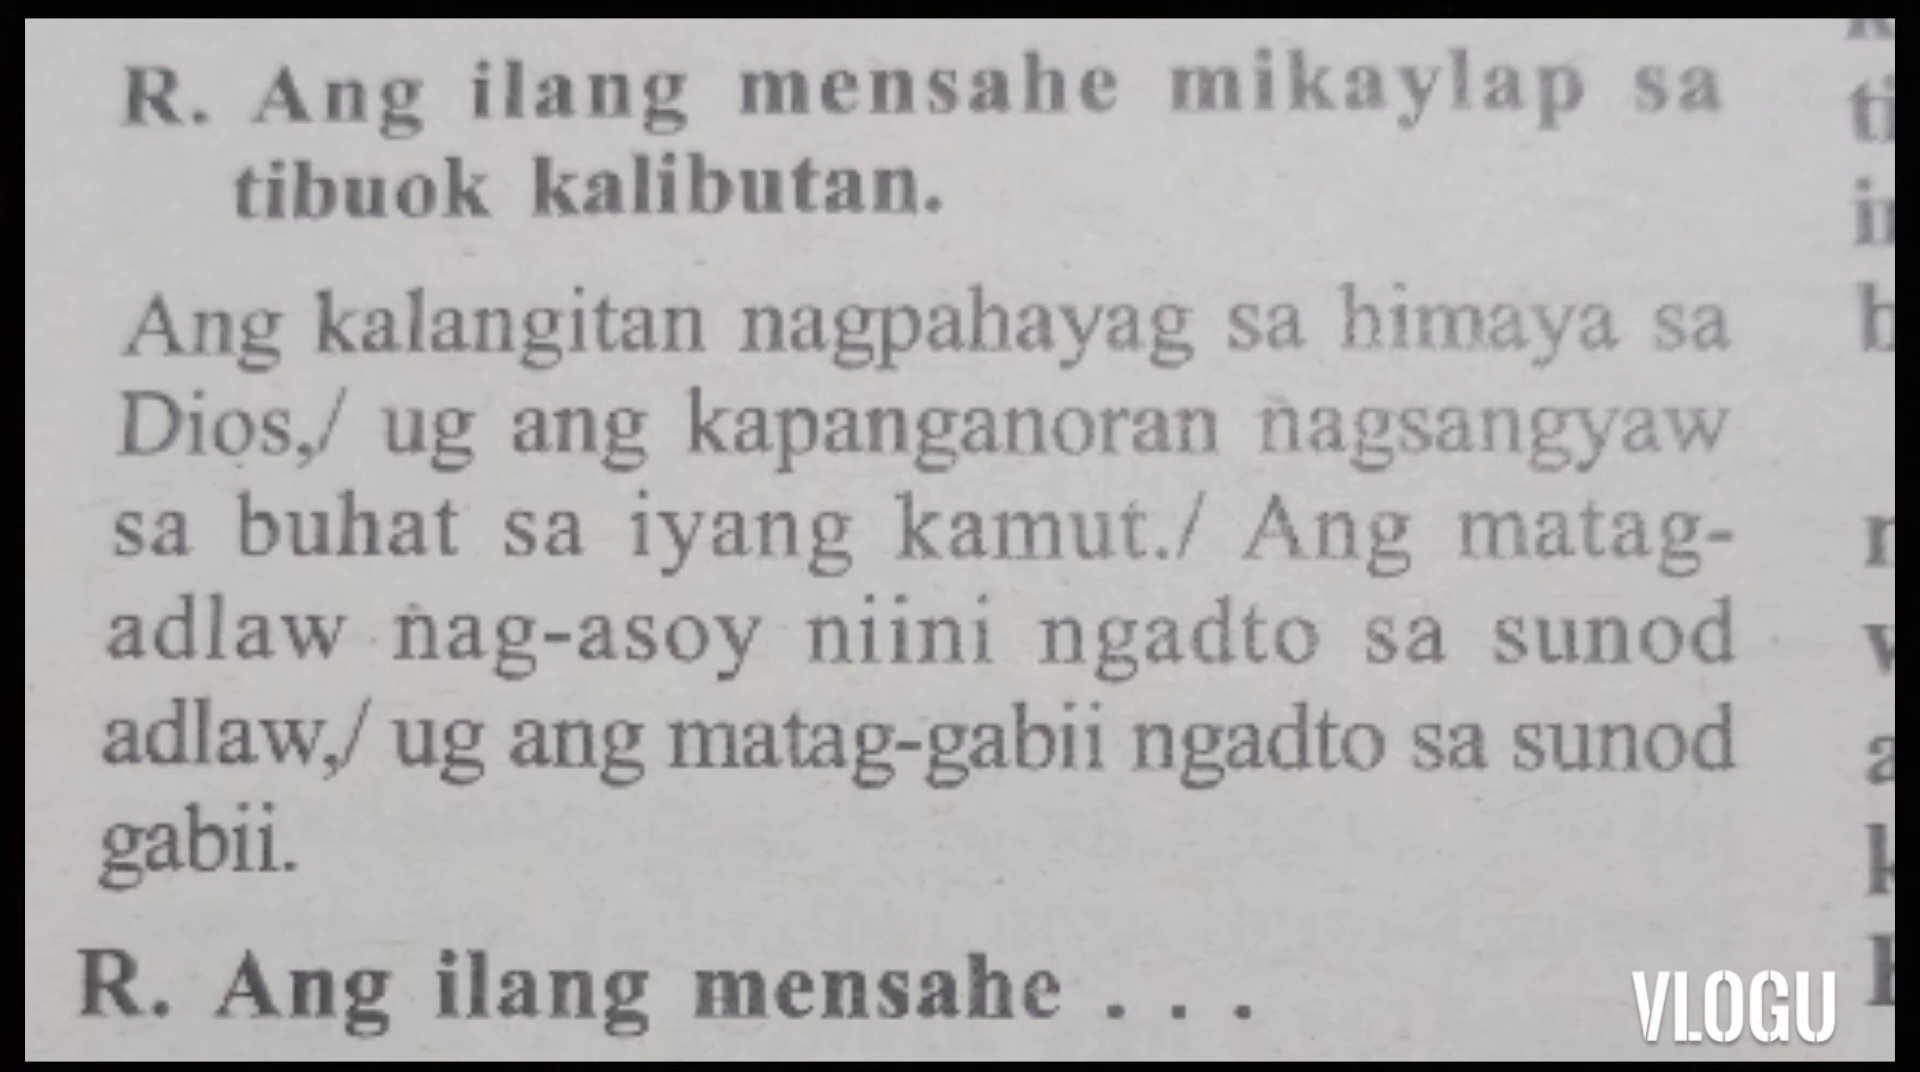 R. Ang ilang mensahe mikaylap sa
tibuok kalibutan.
Ang kalangitan nagpahayag sa himaya sa
Dios,/ ug ang kapanganoran nagsangyaw
sa buhat sa iyang kamut./ Ang matag-
adlaw nag-asoy niini ngadto sa sunod
adlaw,/ ug ang matag-gabii ngadto sa sunod
gabii.
R. Ang ilang mensahe . . .
VLOGU